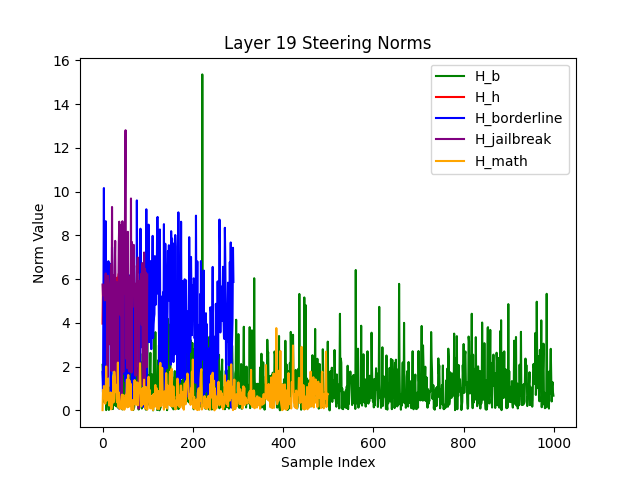 Layer 19 Steering Norms
16
14
12
10
8
6
4
2
0
Norm Value
H_b
H_h
H_borderline
H_jailbreak
H_math
0
200
400
600
800
1000
Sample Index